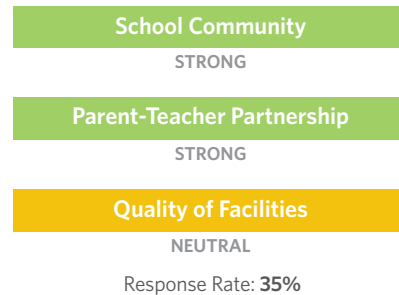 School Community
STRONG
Parent-Teacher Partnership
STRONG
Quality of Facilities
NEUTRAL
Response Rate: 35%